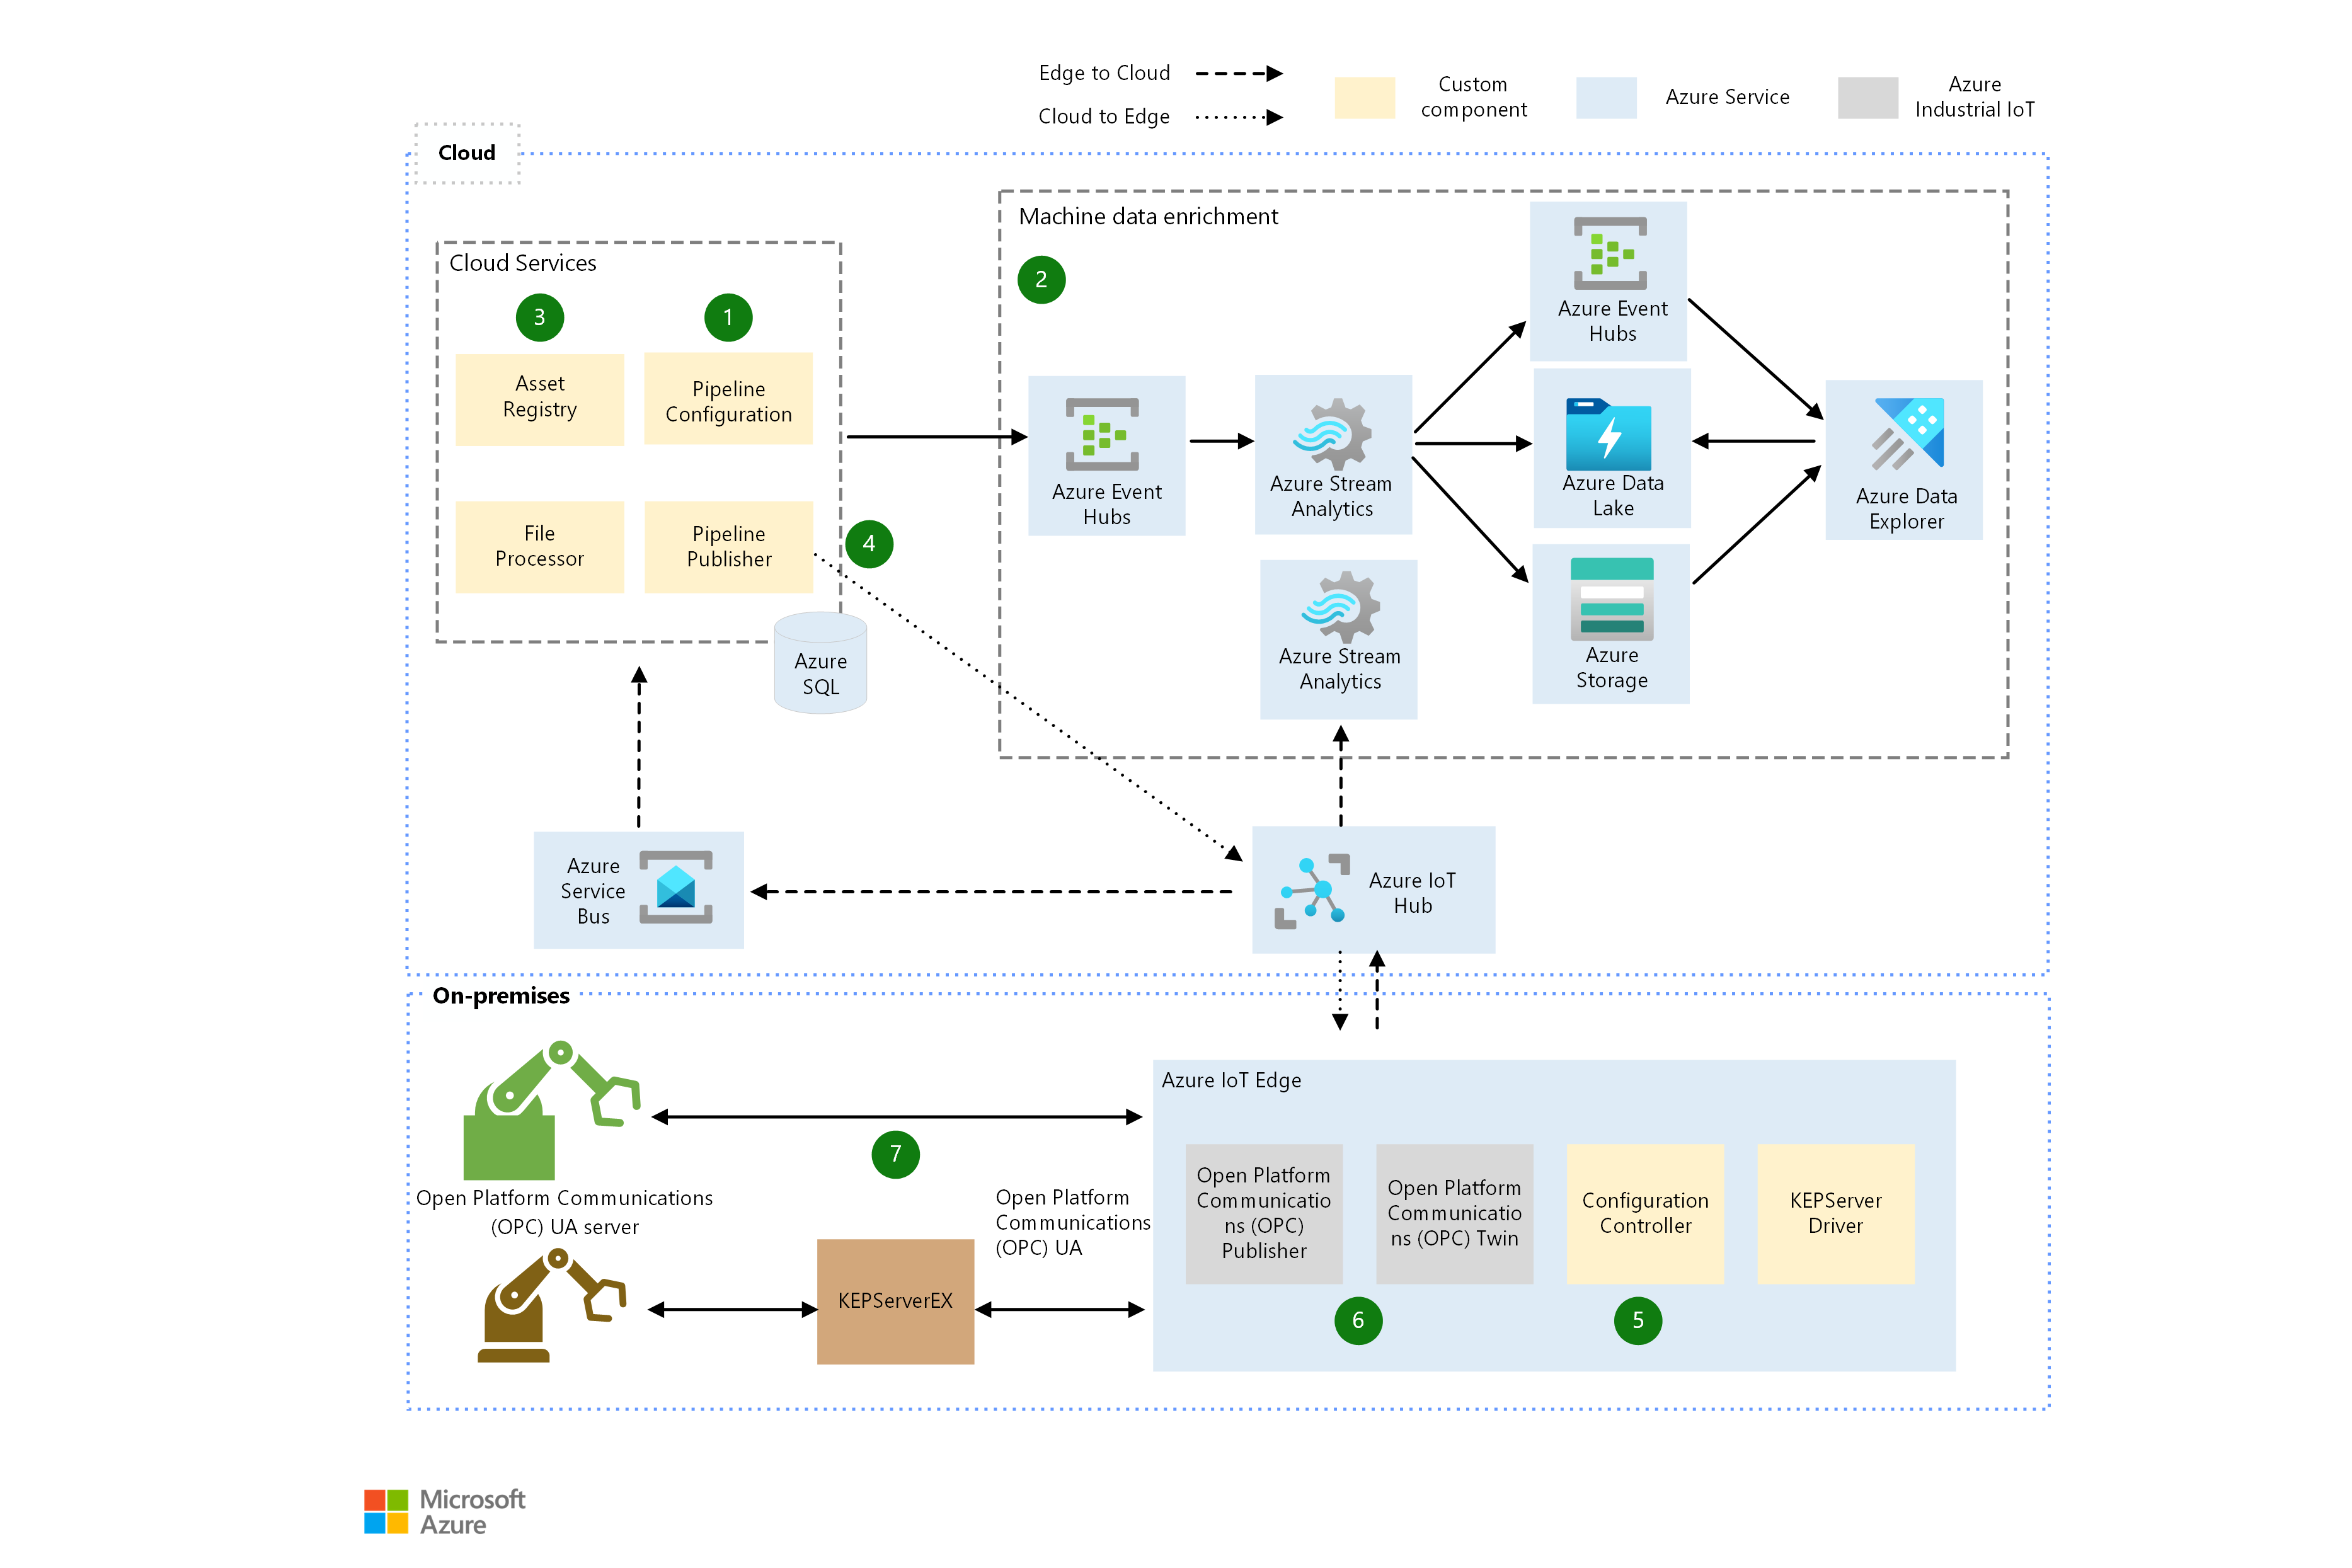 Edge to Cloud
Cloud to Edge
Custom
component
Azure Service
Azure
Industrial IoT
Cloud
Cloud Services
3
1
Asset
Registry
Pipeline
Configuration
File
Processor
Pipeline
Publisher
4
Azure
SQL
Machine data enrichment
2
Azure Event
Hubs
Azure Stream
Analytics
Azure Event
Hubs
Azure Data
Lake
Azure
Storage
Azure Data
Explorer
Azure Stream
Analytics
Azure
Service
Bus
Azure IoT
Hub
On-premises
Open Platform Communications
(OPC) UA server
7
Open Platform
Communications
(OPC) UA
KEPServerEX
Azure IoT Edge
Open Platform
Communicatio
ns (OPC)
Publisher
Open Platform
Communicatio
ns (OPC) Twin
Configuration
Controller
KEPServer
Driver
6
5
Microsoft
Azure